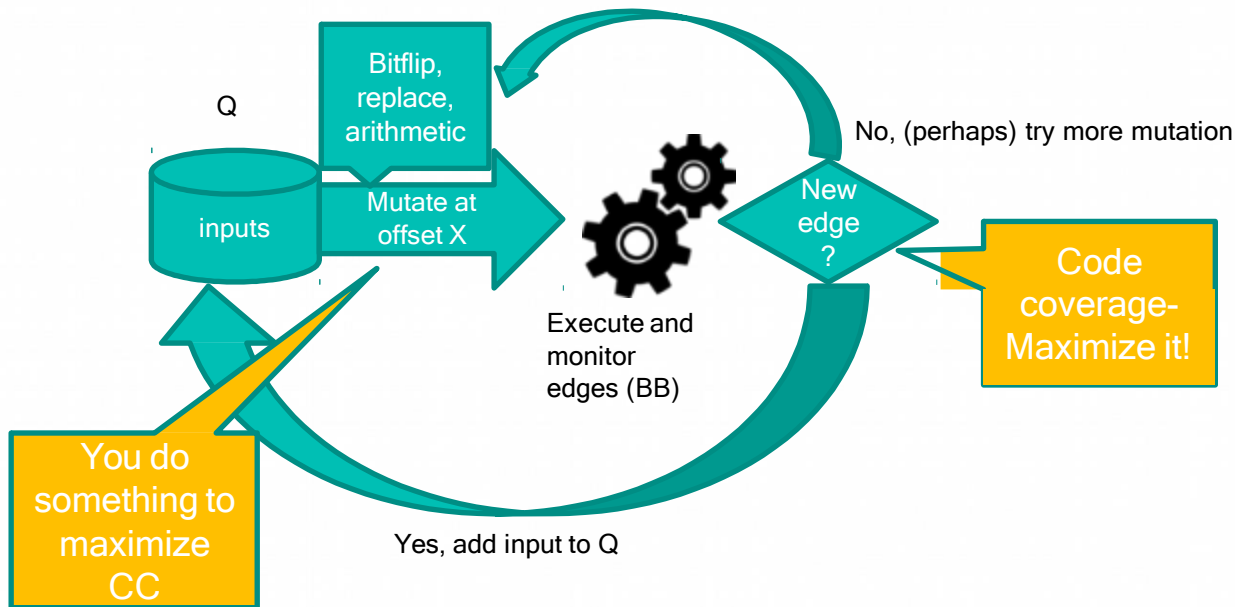 Bitflip,
replace,
arithmetic
Q
No, (perhaps) try more mutation
inputs
Mutate at
offset X
New
edge
?
Code
coverage-
Maximize it!
Execute and
monitor
edges (BB)
You do
something to
maximize
CC
Yes, add input to Q